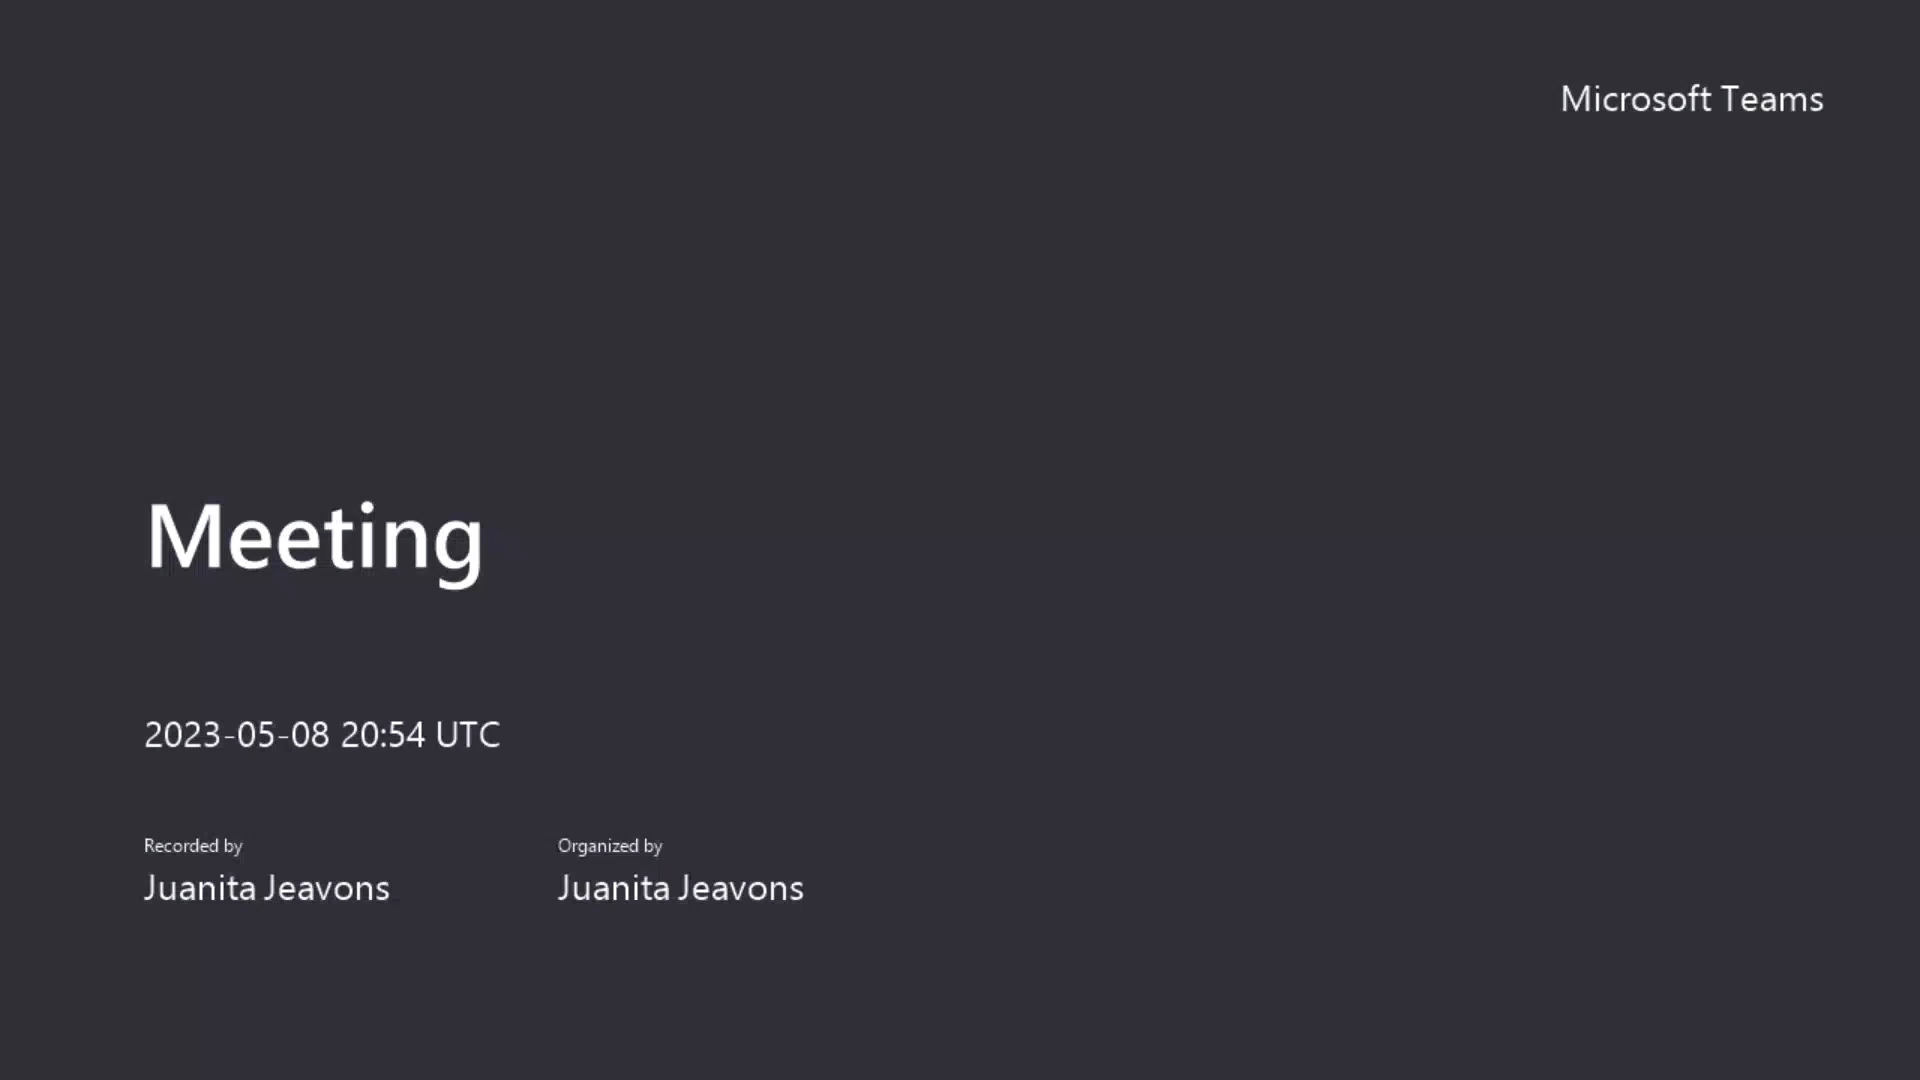 Microsoft Teams
Meeting
2023-05-08 20:54 UTC
Recorded by
Juanita Jeavons
Organized by
Juanita Jeavons